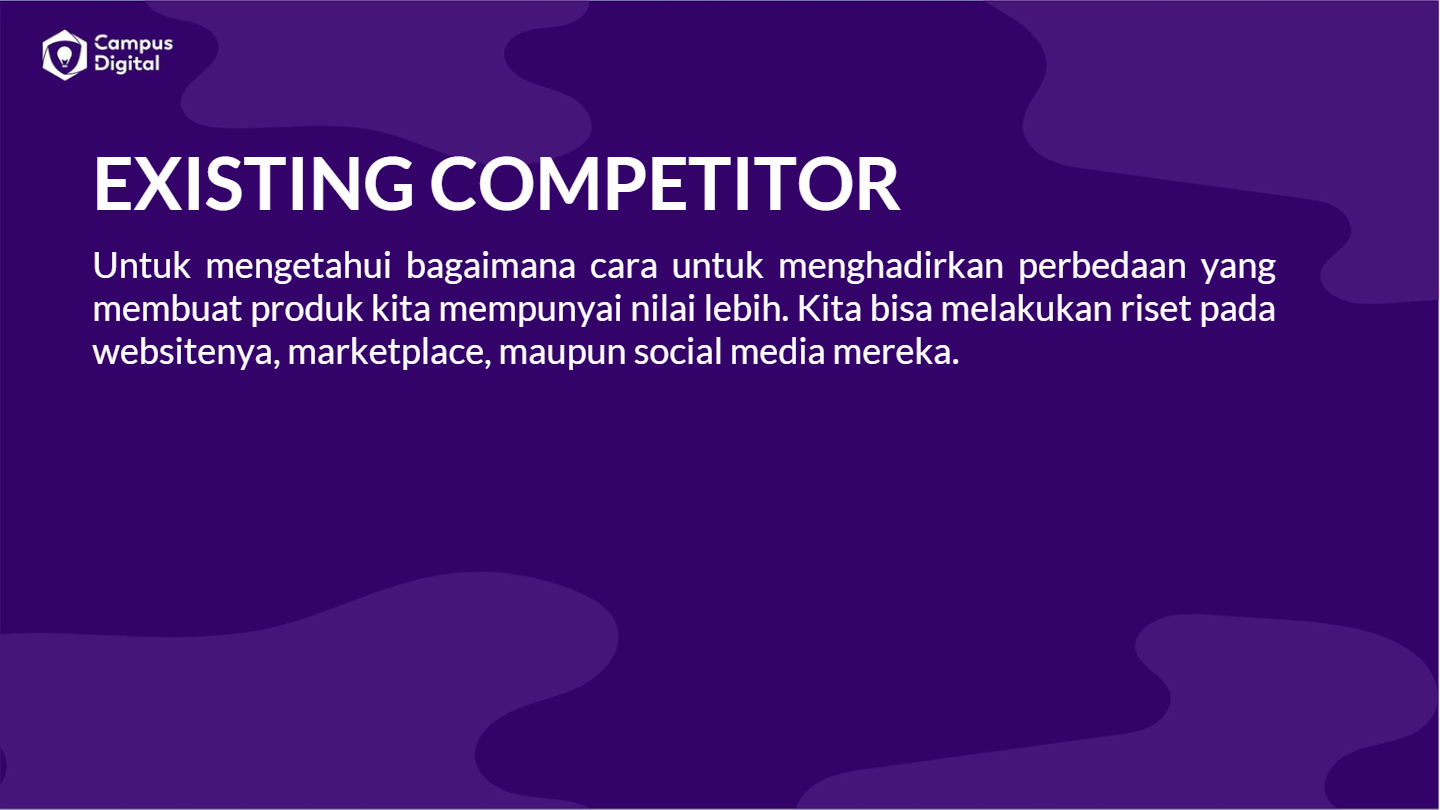 Campus
Digital
EXISTING COMPETITOR
Untuk mengetahui bagaimana cara untuk menghadirkan perbedaan yang
membuat produk kita mempunyai nilai lebih. Kita bisa melakukan riset pada
websitenya, marketplace, maupun social media mereka.